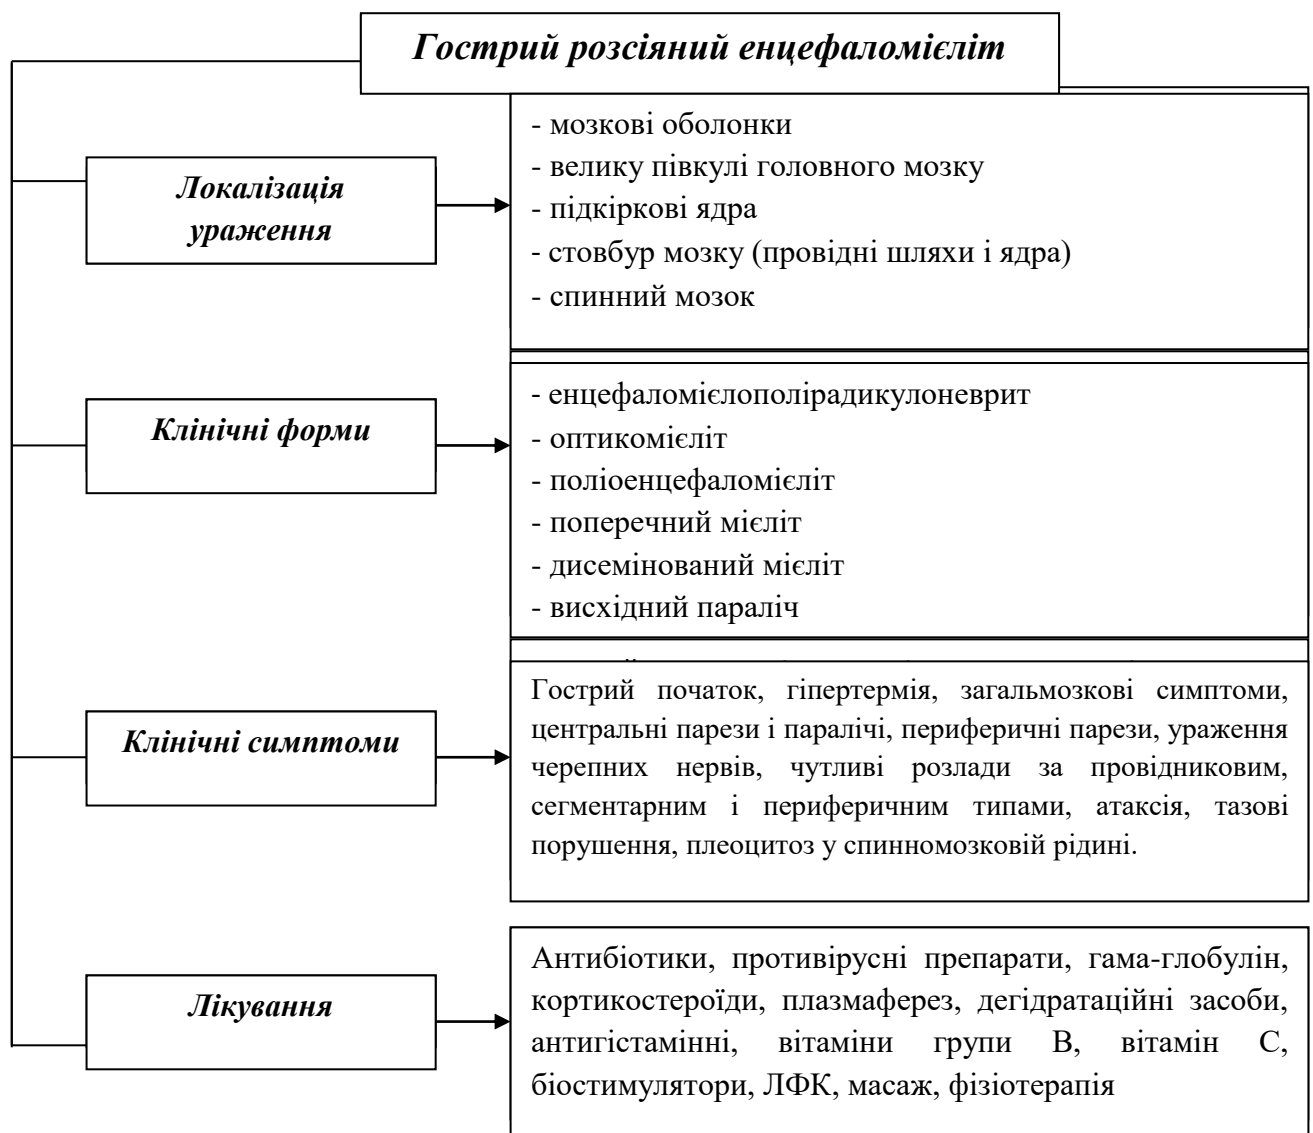 Гострий розсіяний енцефаломієліт
Локалізація
ураження
- мозкові оболонки
- велику півкулі головного мозку
- підкіркові ядра
- стовбур мозку (провідні шляхи і ядра)
- спинний мозок
Клінічні форми
- енцефаломієлополірадикулоневрит
- оптикомієліт
- поліоенцефаломієліт
- поперечний мієліт
- дисемінований мієліт
- висхідний параліч
Клінічні симптоми
Гострий початок, гіпертермія, загальмозкові симптоми,
центральні парези і паралічі, периферичні парези, ураження
черепних нервів, чутливі розлади за провідниковим,
сегментарним і периферичним типами, атаксія, тазові
порушення, плеоцитоз у спинномозковій рідині.
Лікування
Антибіотики, противірусні препарати, гама-глобулін,
кортикостероїди, плазмаферез, дегідратаційні засоби,
антигістамінні, вітаміни групи В, вітамін С,
біостимулятори, ЛФК, масаж, фізіотерапія